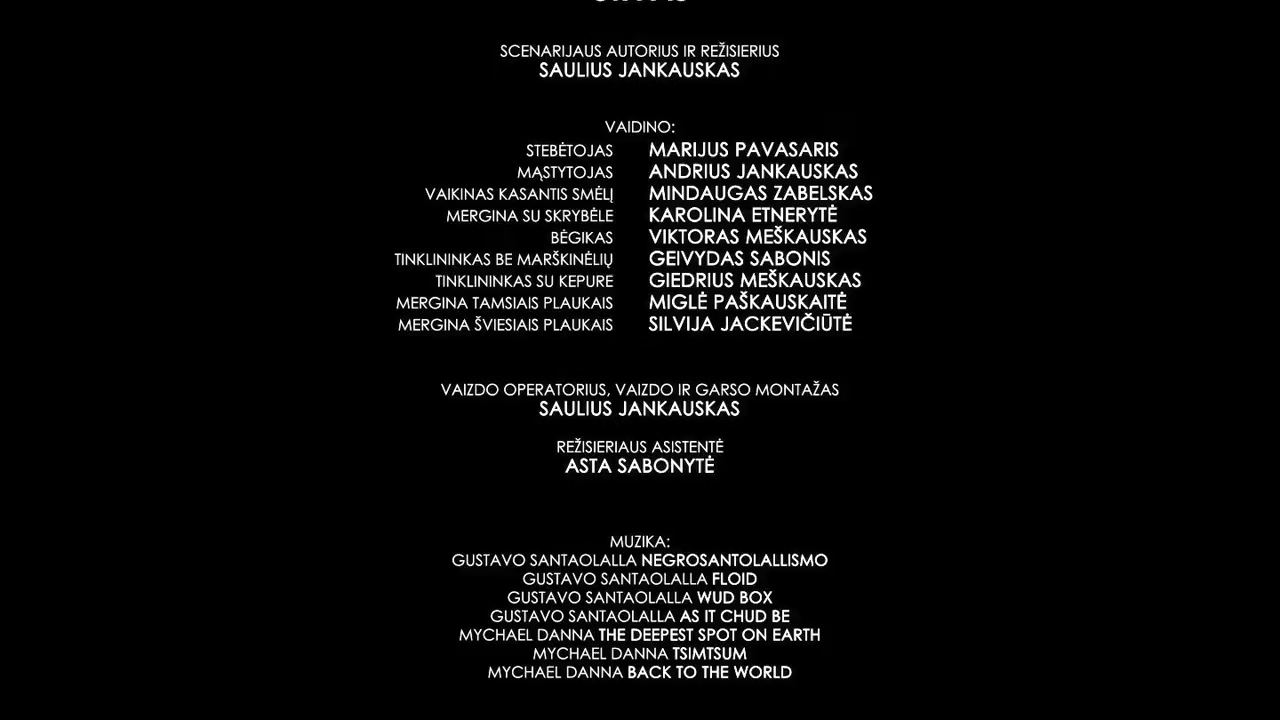 SCENARIJAUS AUTORIUS IR REŽISIERIUS
SAULIUS JANKAUSKAS
VAIDINO:
STEBĖTOJAS MARIJUS PAVASARIS
MĄSTYTOJAS ANDRIUS JANKAUSKAS
VAIKINAS KASANTIS SMĖLĮ MINDAUGAS ZABELSKAS
MERGINA SU SKRYBĖLE KAROLINA ETNERYTĖ
BĖGIKAS VIKTORAS MEŠKAUSKAS
TINKLININKAS BE MARŠKINĖLIŲ GEIVYDAS SABONIS
TINKLININKAS SU KEPURE GIEDRIUS MEŠKAUSKAS
MERGINA TAMSIAIS PLAUKAIS MIGLĖ PAŠKAUSKAITĖ
MERGINA ŠVIESIAIS PLAUKAIS SILVIJA JACKEVIČIŪTĖ
VAIZDO OPERATORIUS, VAIZDO IR GARSO MONTAŽAS
SAULIUS JANKAUSKAS
REŽISIERIAUS ASISTENTĖ
ASTA SABONYTĖ
MUZIKA:
GUSTAVO SANTAOLALLA NEGROSANTOLALLISMO
GUSTAVO SANTAOLALLA FLOID
GUSTAVO SANTAOLALLA WUD BOX
GUSTAVO SANTAOLALLA AS IT CHUD BE
MYCHAEL DANNA THE DEEPEST SPOT ON EARTH
MYCHAEL DANNA TSIMTSUM
MYCHAEL DANNA BACK TO THE WORLD